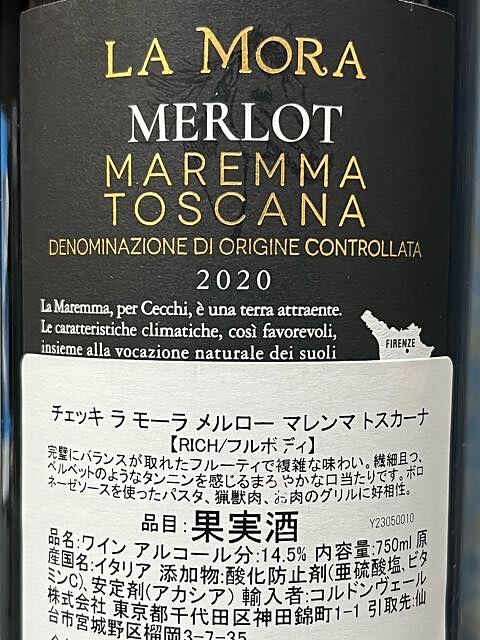 LA MORA
MERLOT
MAREMMA
TOSCANA
DENOMINAZIONE DI ORIGINE CONTROLLATA
2020
La Maremma, per Cecchi, è una terra attraente.
Le caratteristiche climatiche, così favorevoli,
insieme alla vocazione naturale dei suoli
FIRENZE
チェッキ ラ モーラ メルロー マレンマ トスカーナ
【RICH/フルボディ】
完璧にバランスが取れたフルーティで複雑な味わい。繊細且つ、
ベルベットのようなタンニンを感じるまろやかな口当たりです。ボロ
ネーゼソースを使ったパスタ、猟獣肉、お肉のグリルに好相性。
品目:果実酒
Y23050010
品名:ワイン アルコール分:14.5% 内容量:750ml 原
産国名:イタリア 添加物:酸化防止剤(亜硫酸塩、ビタ
ミンC)、安定剤(アカシア) 輸入者:コルドンヴェール
株式会社 東京都千代田区神田錦町1-1 引取先:仙
台市宮城野区榴岡3-7-35